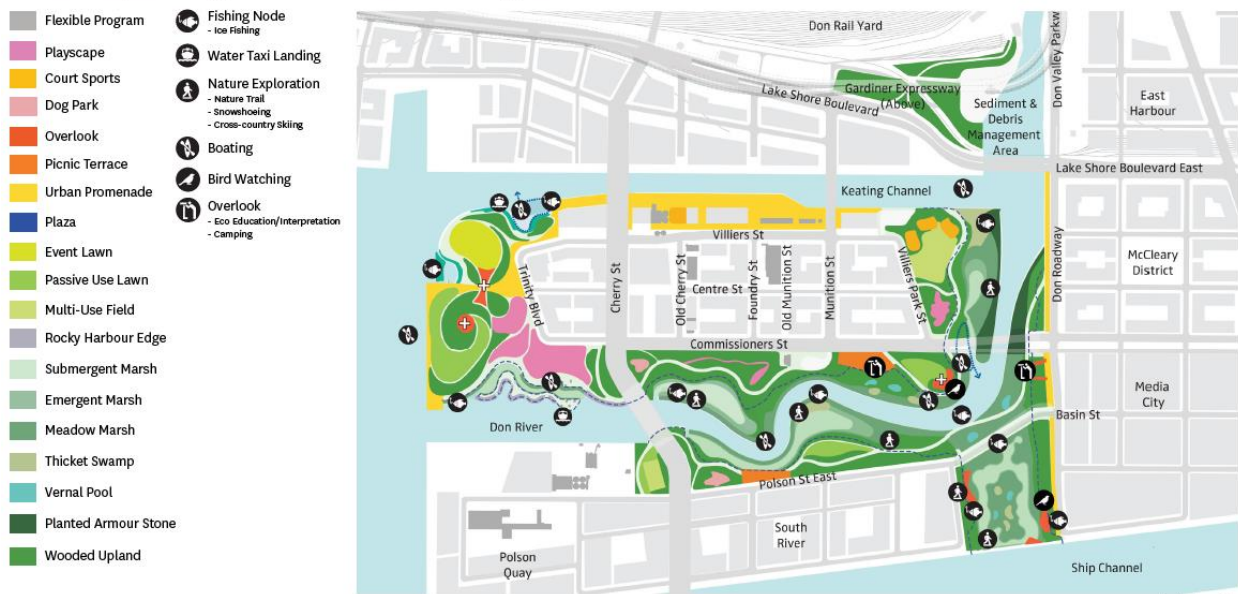 Flexible Program
Playscape
Court Sports
Dog Park
Overlook
Picnic Terrace
Urban Promenade
Plaza
Event Lawn
Passive Use Lawn
Multi-Use Field
Rocky Harbour Edge
Submergent Marsh
Emergent Marsh
Meadow Marsh
Thicket Swamp
Vernal Pool
Planted Armour Stone
Wooded Upland
Fishing Node
- Ice Fishing
Water Taxi Landing
Nature Exploration
- Nature Trail
- Snowshoeing
- Cross-country Skiing
Boating
Bird Watching
Overlook
- Eco Education/Interpretation
- Camping
Don Rail Yard
Don Valley Parkway
Lake Shore Boulevard
Gardiner Expressway
(Above)
Sediment &
Debris
Management
Area
East
Harbour
Lake Shore Boulevard East
Keating Channel
Villiers St
Trinity Blvd
Cherry St
Old Cherry St
Centre St
Foundry St
Old Munition St
Munition St
Villiers Park St
Don Roadway
McCleary
District
Commissioners St
Media
City
Basin St
Don River
Polson St East
South
River
Polson
Quay
Ship Channel